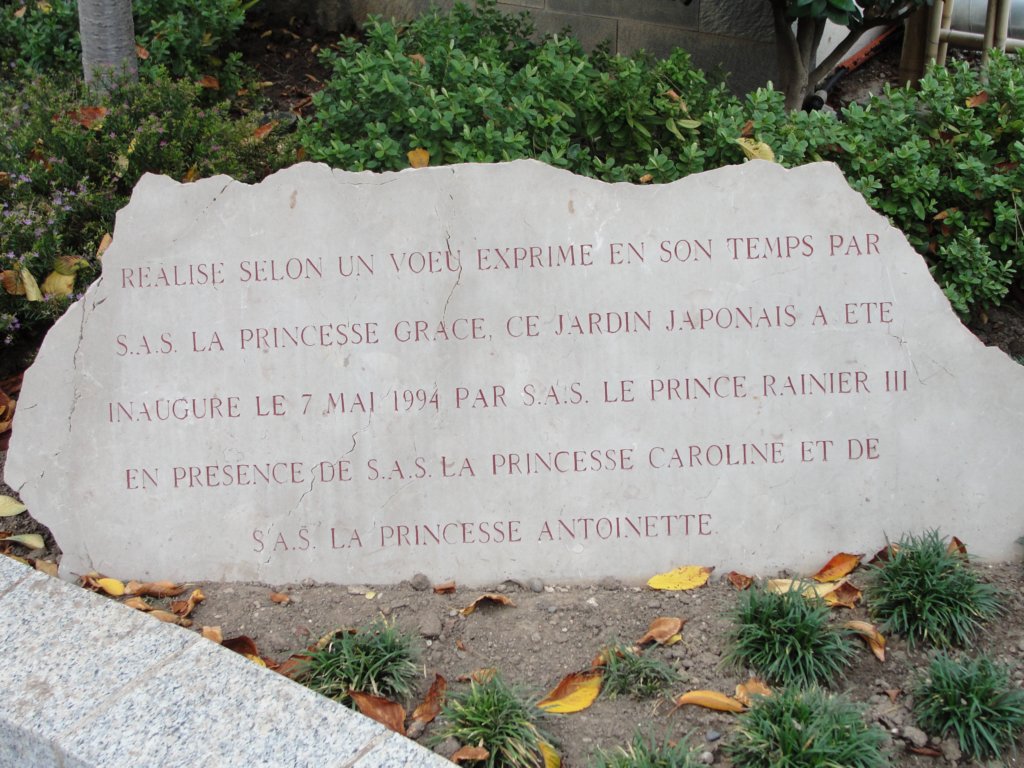 REALISE SELON UN VOEU EXPRIME EN SON TEMPS PAR
S.A.S. LA PRINCESSE GRACE, CE JARDIN JAPONAIS A ETE
INAUGURE LE 7 MAI 1994 PAR S.A.S. LE PRINCE RAINIER III
EN PRESENCE DE S.A.S. LA PRINCESSE CAROLINE ET DE
S.A.S. LA PRINCESSE ANTOINETTE.